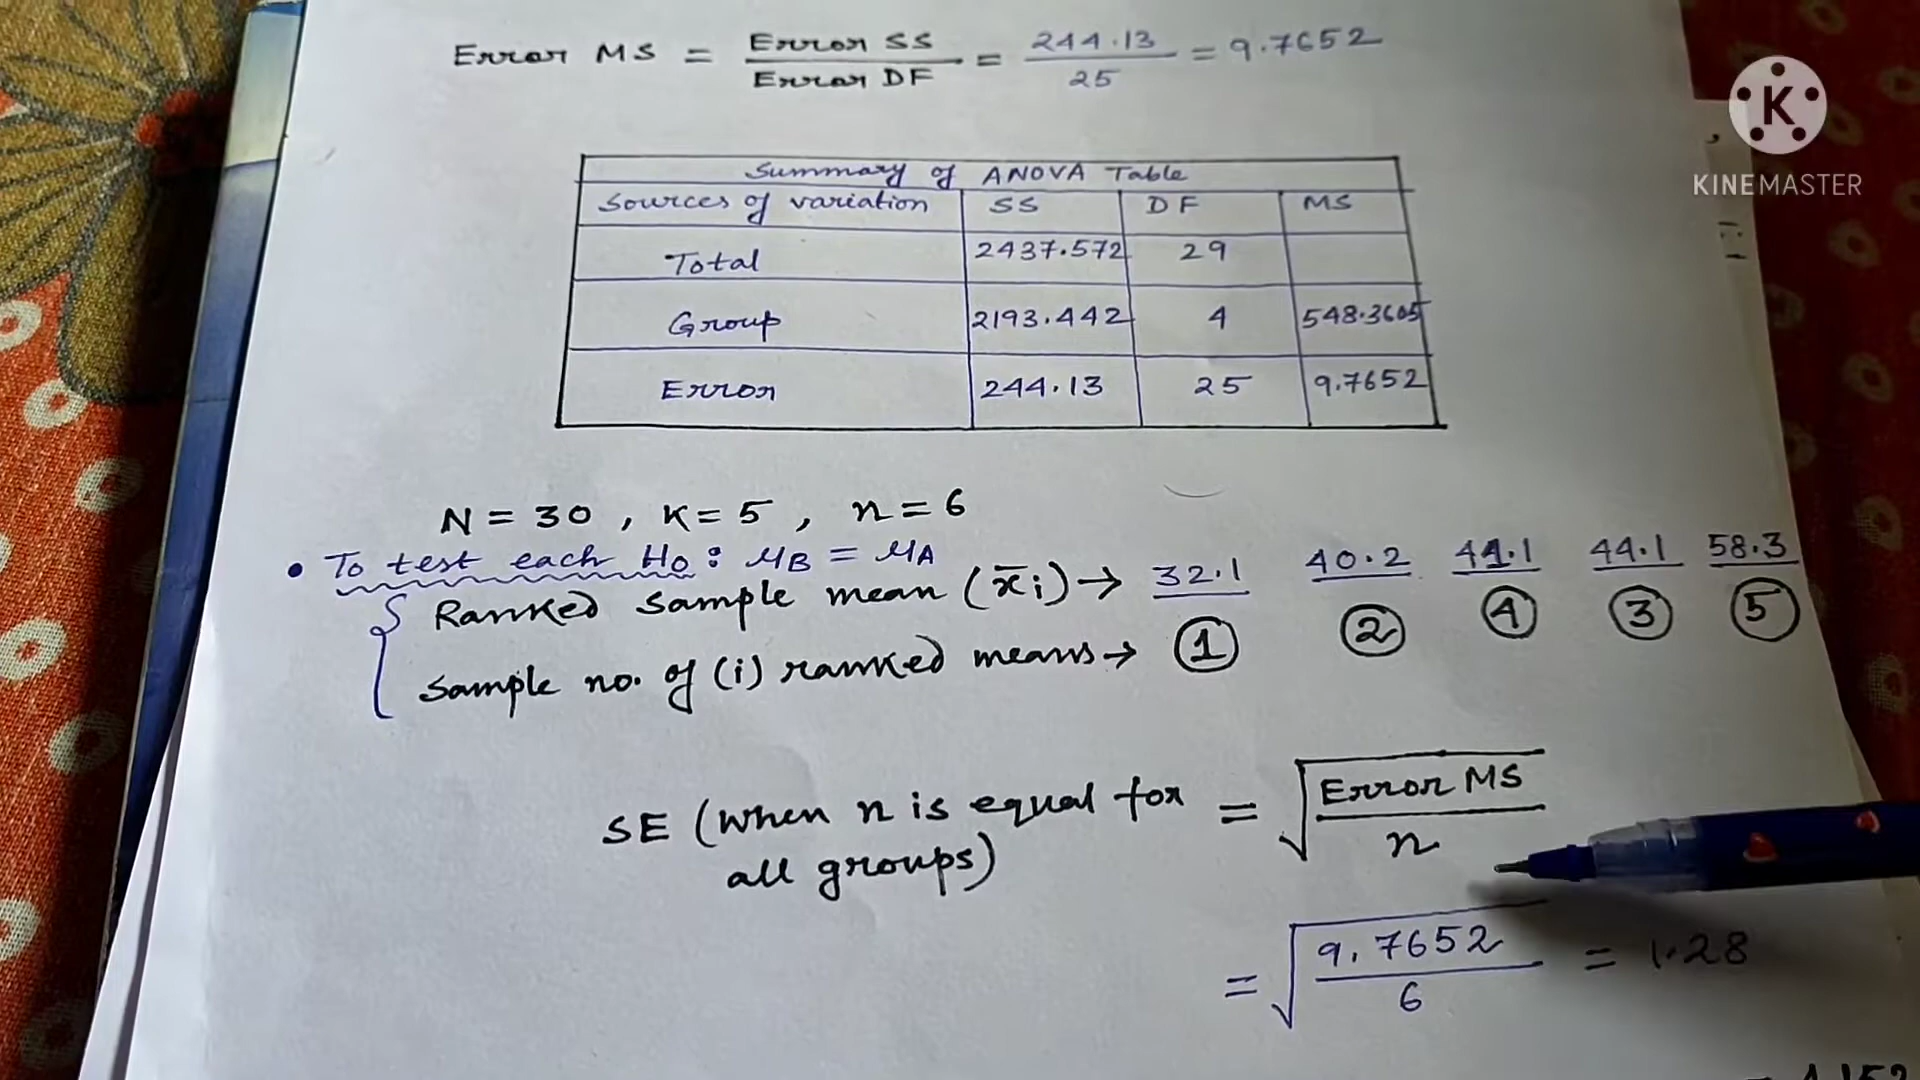 Error MS = Error SS / Error DF = 244.13 / 25 = 9.7652
K
KINEMASTER
Summary of ANOVA Table
Sources of variation SS DF MS
Total 2437.572 29
Group 2193.442 4 548.3605
Error 244.13 25 9.7652
N = 30 , K = 5 , n = 6
• To test each H0 : μB = μA
Ranked sample mean (x̄i) → 32.1 40.2 41.1 44.1 58.3
Sample no. of (i) ranked means → 1 2 4 3 5
SE (when n is equal for all groups) = √ Error MS / n
= √ 9.7652 / 6 = 1.28